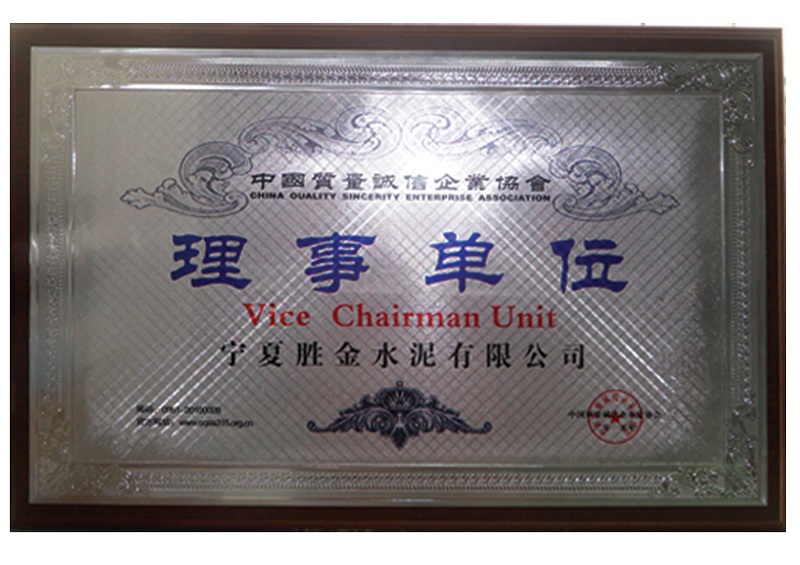 中國質量誠信企業協會
CHINA QUALITY SINCERITY ENTERPRISE ASSOCIATION
理事单位
Vice Chairman Unit
宁夏胜金水泥有限公司